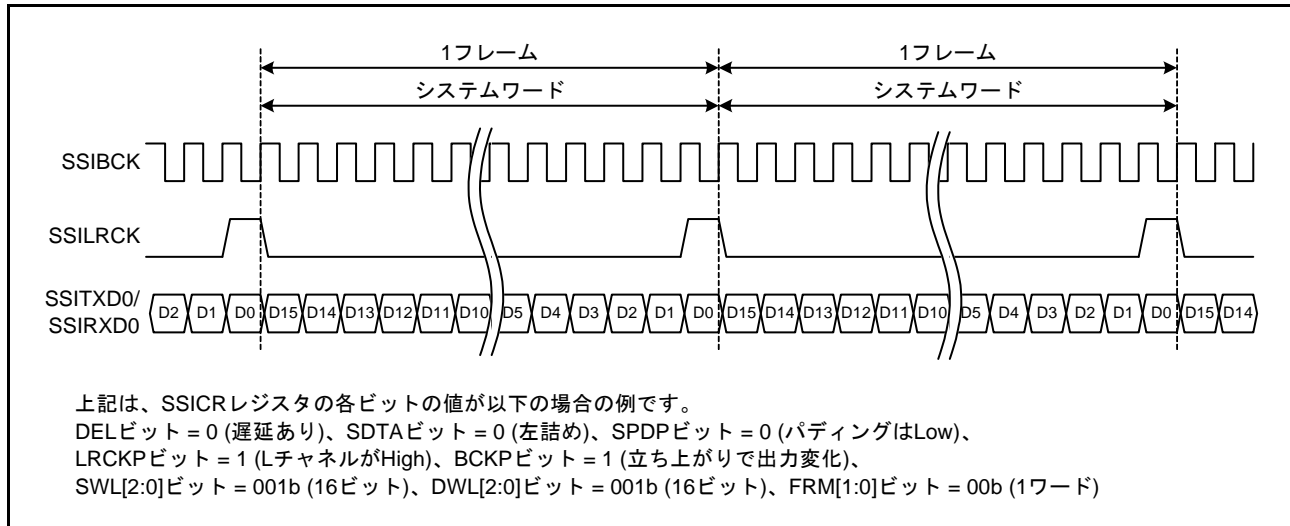 1フレーム 1フレーム
システムワード システムワード
SSIBCK
SSILRCK
SSITXD0/
SSIRXD0
D2 D1 D0 D15 D14 D13 D12 D11 D10 D5 D4 D3 D2 D1 D0 D15 D14 D13 D12 D11 D10 D5 D4 D3 D2 D1 D0 D15 D14
上記は、SSICRレジスタの各ビットの値が以下の場合の例です。
DELビット = 0 (遅延あり)、SDTAビット = 0 (左詰め)、SPDPビット = 0 (パディングはLow)、
LRCKPビット = 1 (LチャネルがHigh)、BCKPビット = 1 (立ち上がりで出力変化)、
SWL[2:0]ビット = 001b (16ビット)、DWL[2:0]ビット = 001b (16ビット)、FRM[1:0]ビット = 00b (1ワード)